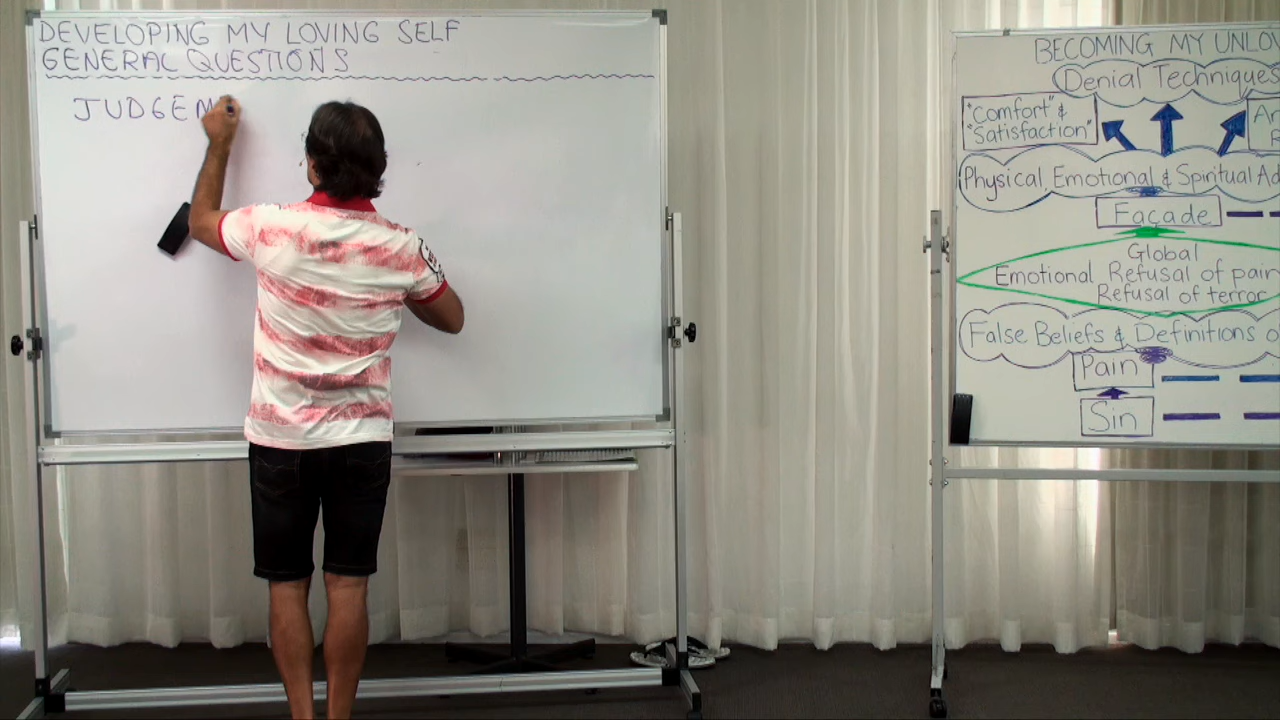 DEVELOPING MY LOVING SELF
GENERAL QUESTIONS
JUDGEM
BECOMING MY UNLOV
Denial Techniques
"Comfort" &
"Satisfaction"
Physical Emotional & Spiritual Ad
Façade
Global
Emotional Refusal of pain
Refusal of terror
False Beliefs & Definitions o
Pain
Sin